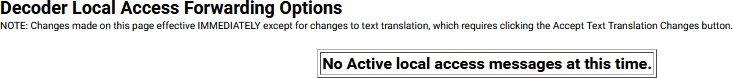 Decoder Local Access Forwarding Options
NOTE: Changes made on this page effective IMMEDIATELY except for changes to text translation, which requires clicking the Accept Text Translation Changes button.
No Active local access messages at this time.